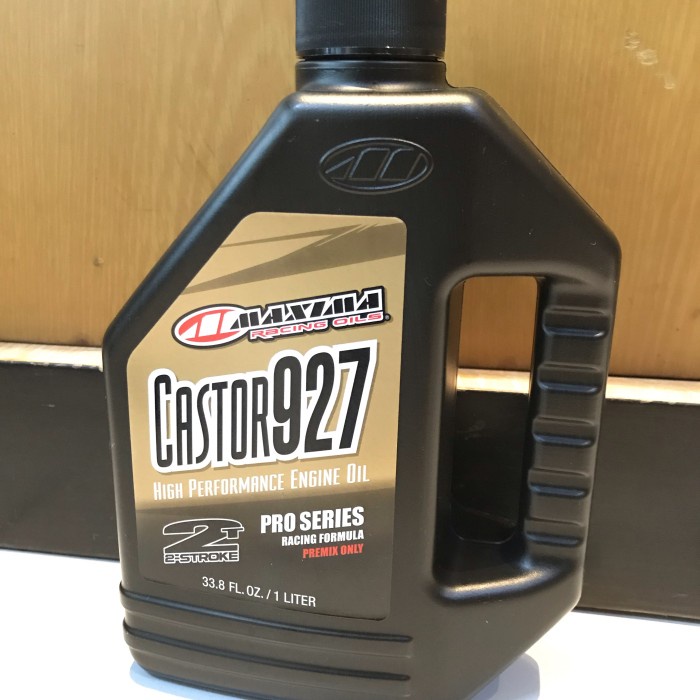 MAXIMA
RACING OILS
CASTOR927
HIGH PERFORMANCE ENGINE OIL
2T
2-STROKE
PRO SERIES
RACING FORMULA
PREMIX ONLY
33.8 FL. OZ. / 1 LITER